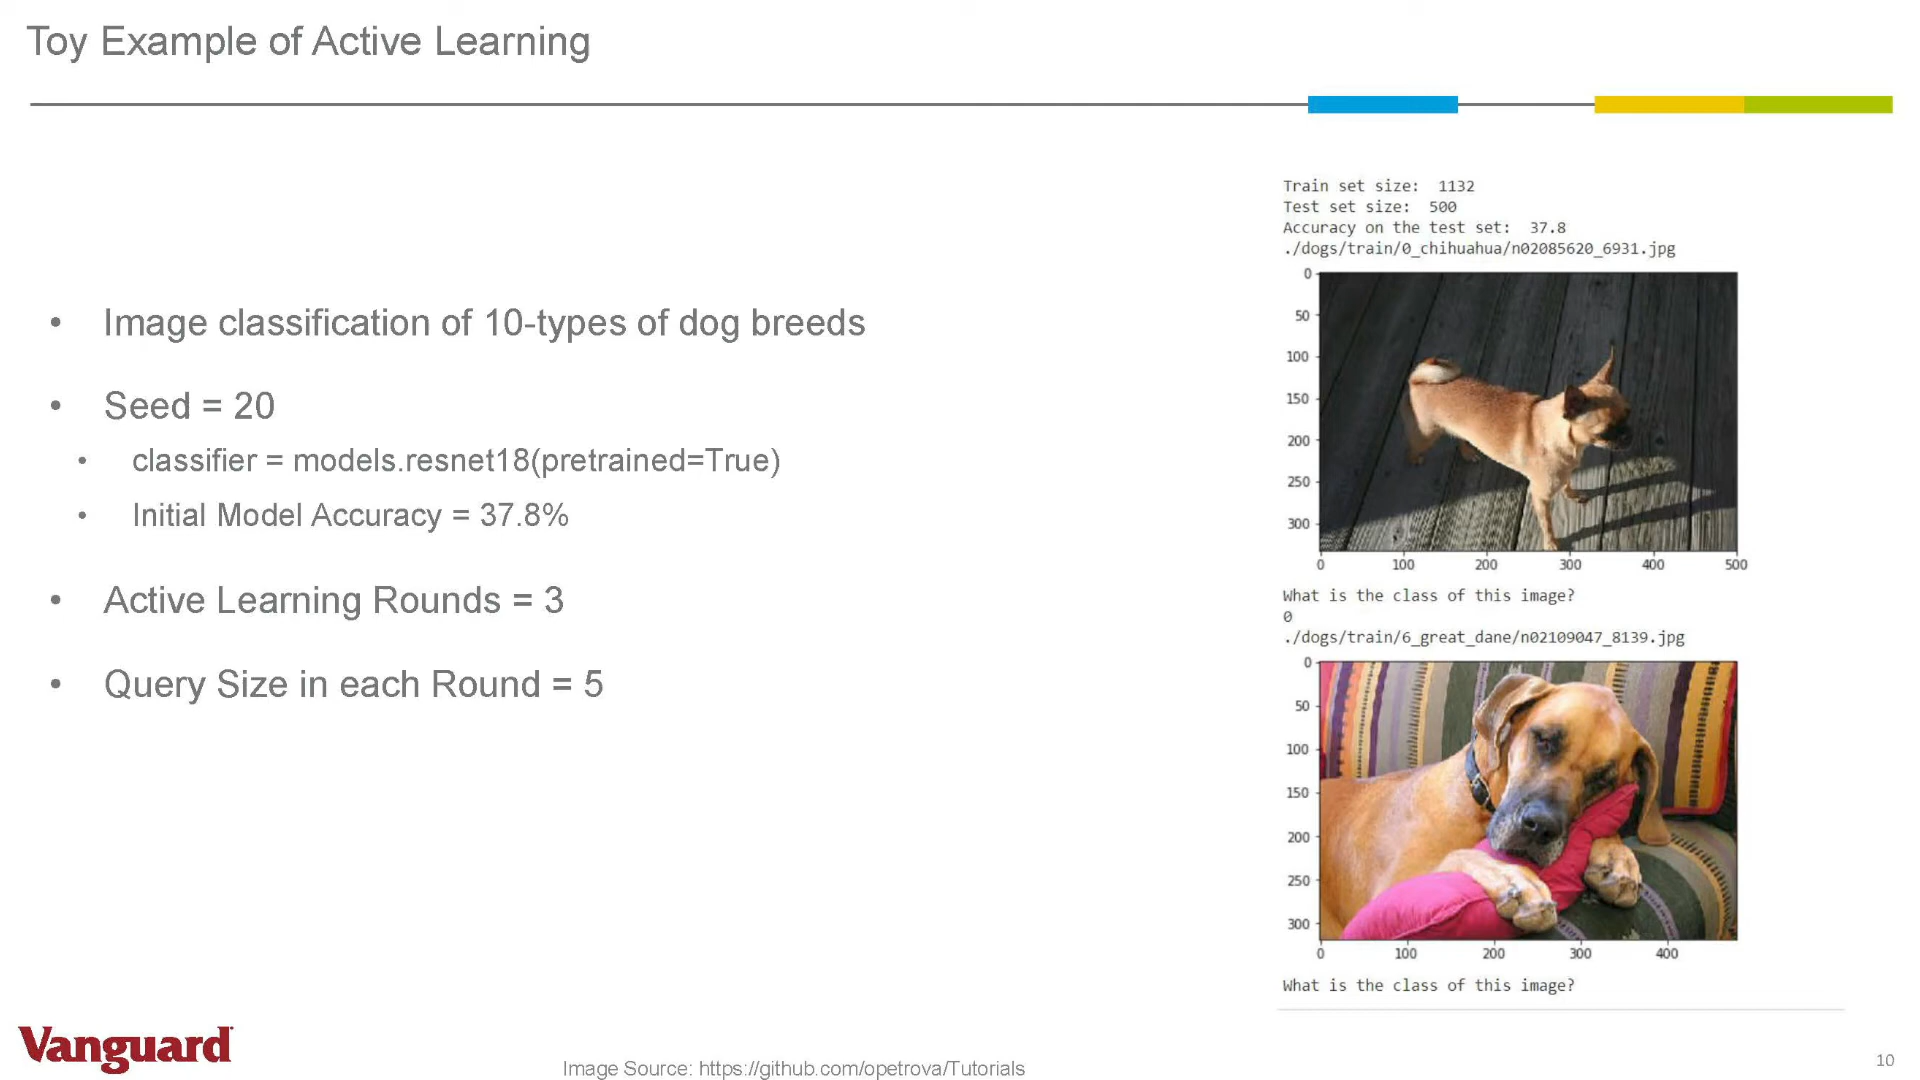 Toy Example of Active Learning
• Image classification of 10-types of dog breeds
• Seed = 20
• classifier = models.resnet18(pretrained=True)
• Initial Model Accuracy = 37.8%
• Active Learning Rounds = 3
• Query Size in each Round = 5
Train set size:  1132
Test set size:  500
Accuracy on the test set:  37.8
./dogs/train/0_chihuahua/n02085620_6931.jpg
0
50
100
150
200
250
300
0 100 200 300 400 500
What is the class of this image?
0
./dogs/train/6_great_dane/n02109047_8139.jpg
0
50
100
150
200
250
300
0 100 200 300 400
What is the class of this image?
Vanguard
Image Source: https://github.com/opetrova/Tutorials
10